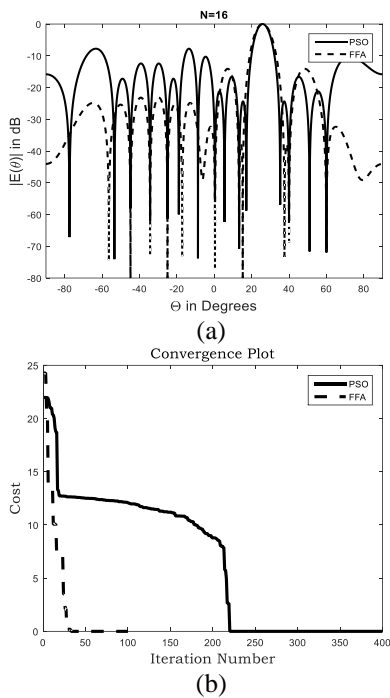 N=16
PSO
FFA
0
-10
-20
-30
-40
-50
-60
-70
-80
|E(θ)| in dB
-80 -60 -40 -20 0 20 40 60 80
Θ in Degrees
(a)
Convergence Plot
PSO
FFA
25
20
15
10
5
0
Cost
0 50 100 150 200 250 300 350 400
Iteration Number
(b)